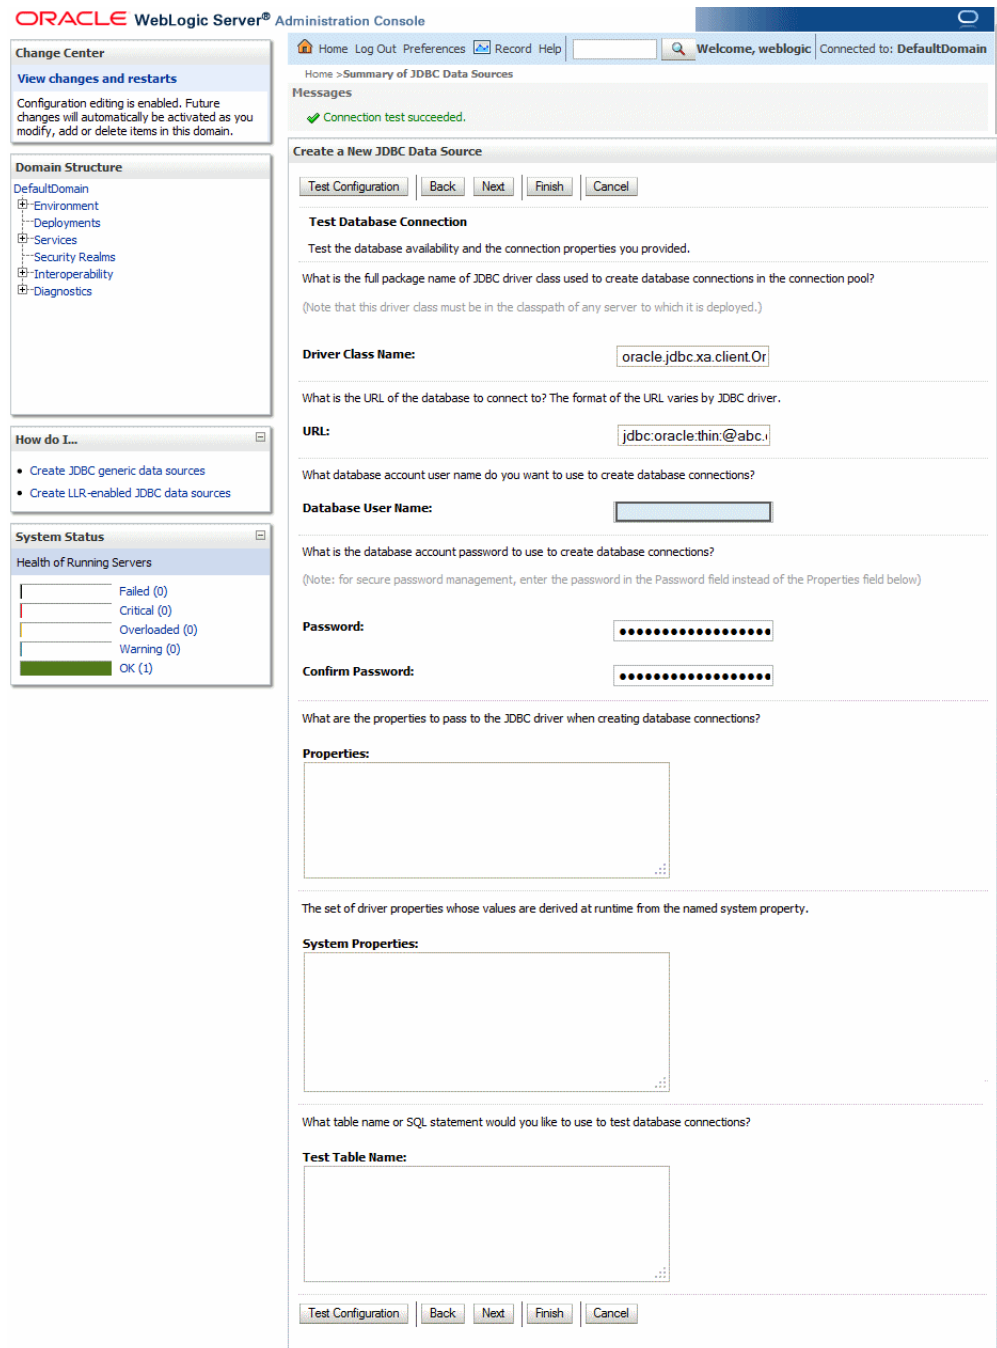 ORACLE WebLogic Server® Administration Console
Change Center
View changes and restarts
Configuration editing is enabled. Future
changes will automatically be activated as you
modify, add or delete items in this domain.
Domain Structure
DefaultDomain
Environment
Deployments
Services
Security Realms
Interoperability
Diagnostics
How do I...
Create JDBC generic data sources
Create LLR-enabled JDBC data sources
System Status
Health of Running Servers
Failed (0)
Critical (0)
Overloaded (0)
Warning (0)
OK (1)
Home Log Out Preferences Record Help Welcome, weblogic Connected to: DefaultDomain
Home >Summary of JDBC Data Sources
Messages
Connection test succeeded.
Create a New JDBC Data Source
Test Configuration Back Next Finish Cancel
Test Database Connection
Test the database availability and the connection properties you provided.
What is the full package name of JDBC driver class used to create database connections in the connection pool?
(Note that this driver class must be in the classpath of any server to which it is deployed.)
Driver Class Name: oracle.jdbc.xa.client.Or
What is the URL of the database to connect to? The format of the URL varies by JDBC driver.
URL: jdbc:oracle:thin:@abc.
What database account user name do you want to use to create database connections?
Database User Name:
What is the database account password to use to create database connections?
(Note: for secure password management, enter the password in the Password field instead of the Properties field below)
Password: ●●●●●●●●●●●●●●●●●●
Confirm Password: ●●●●●●●●●●●●●●●●●●
What are the properties to pass to the JDBC driver when creating database connections?
Properties:
The set of driver properties whose values are derived at runtime from the named system property.
System Properties:
What table name or SQL statement would you like to use to test database connections?
Test Table Name:
Test Configuration Back Next Finish Cancel